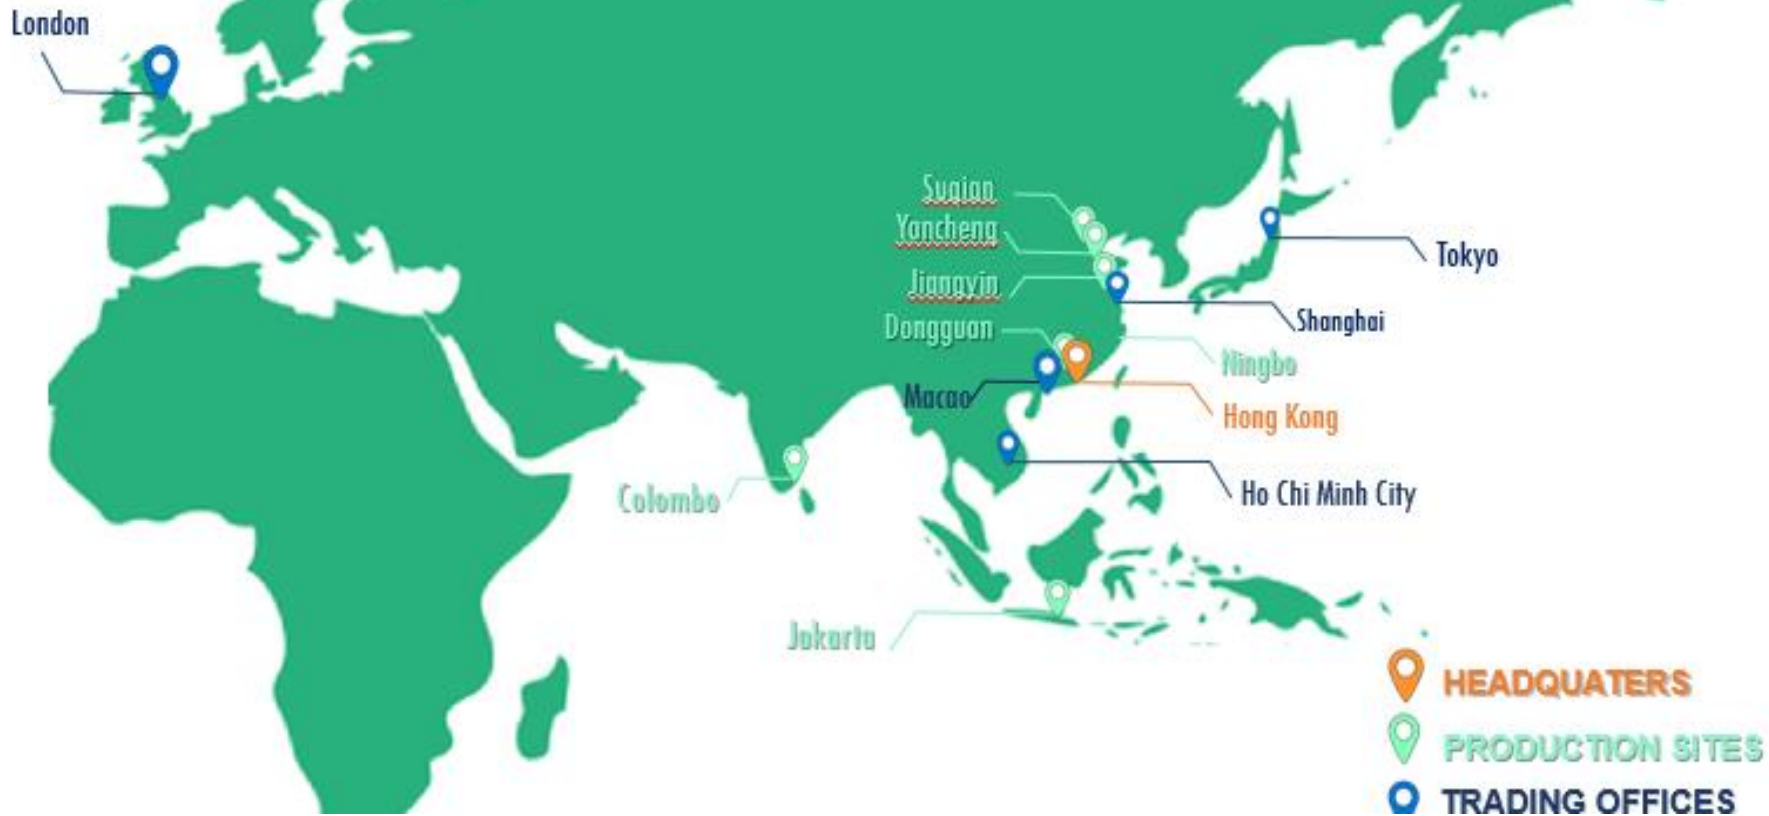 London
Suqian
Yancheng
Jiangyin
Dongguan
Macao
Tokyo
Shanghai
Ningbo
Hong Kong
Ho Chi Minh City
Colombo
Jakarta
HEADQUATERS
PRODUCTION SITES
TRADING OFFICES